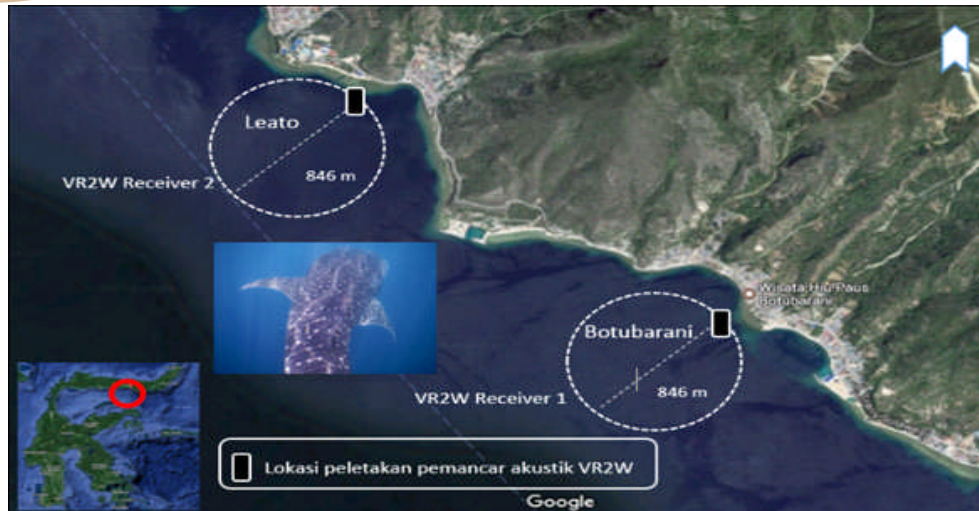 Leato
846 m
VR2W Receiver 2
Wisata Hiu Paus
Botubarani
Botubarani
VR2W Receiver 1
846 m
Lokasi peletakan pemancar akustik VR2W
Google